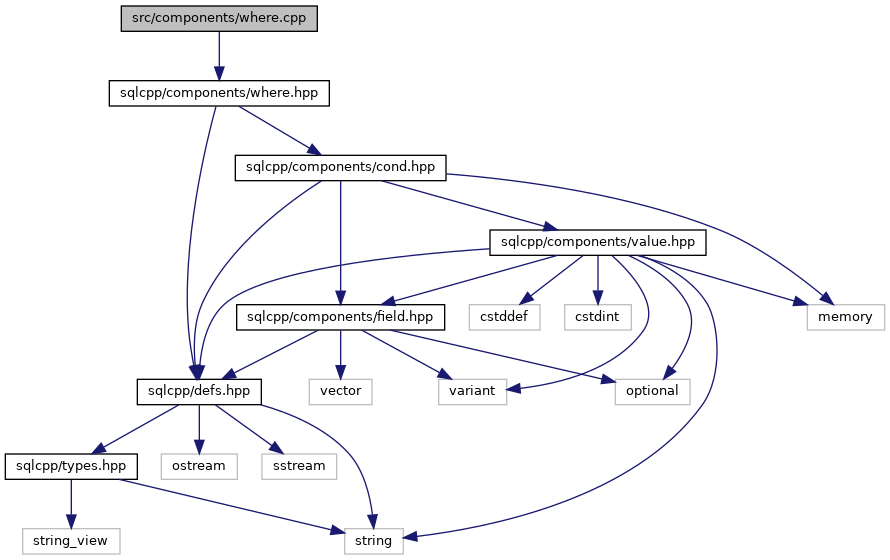 src/components/where.cpp
sqlcpp/components/where.hpp
sqlcpp/components/cond.hpp
sqlcpp/components/value.hpp
sqlcpp/components/field.hpp
cstddef
cstdint
memory
sqlcpp/defs.hpp
vector
variant
optional
sqlcpp/types.hpp
ostream
sstream
string_view
string